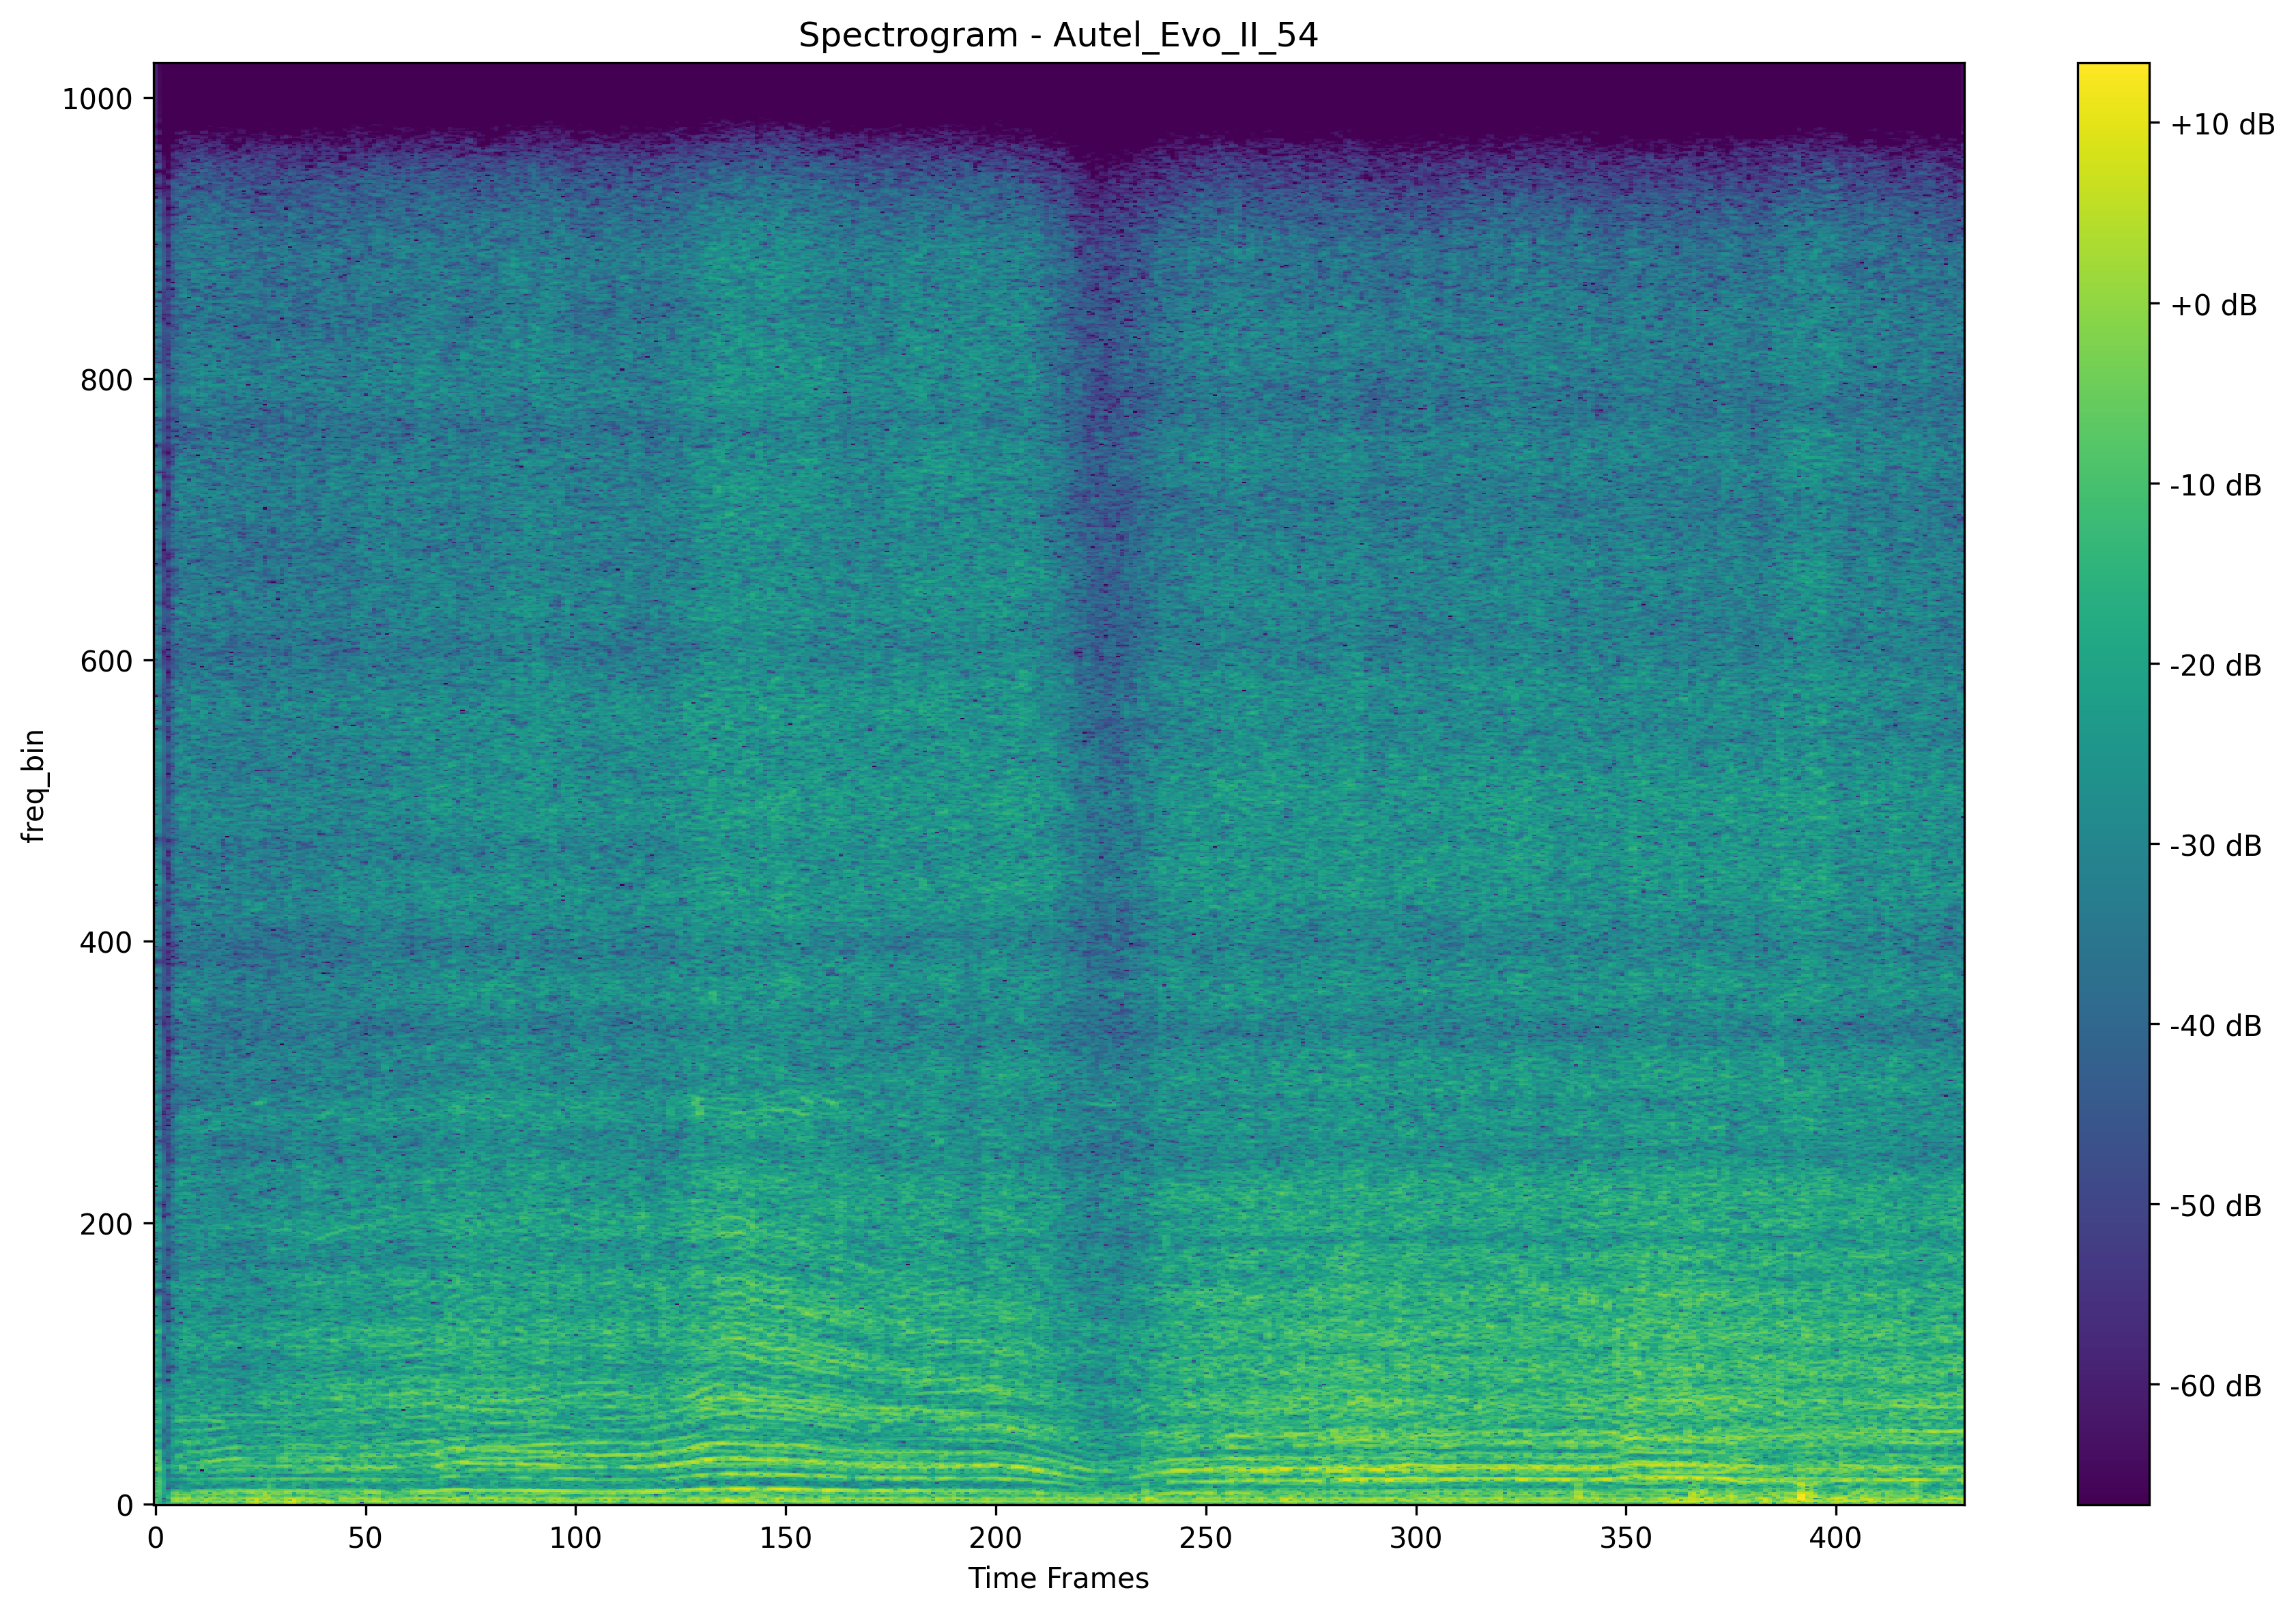 Spectrogram - Autel_Evo_II_54
1000
800
600
400
200
0
freq_bin
0 50 100 150 200 250 300 350 400
Time Frames
+10 dB
+0 dB
-10 dB
-20 dB
-30 dB
-40 dB
-50 dB
-60 dB